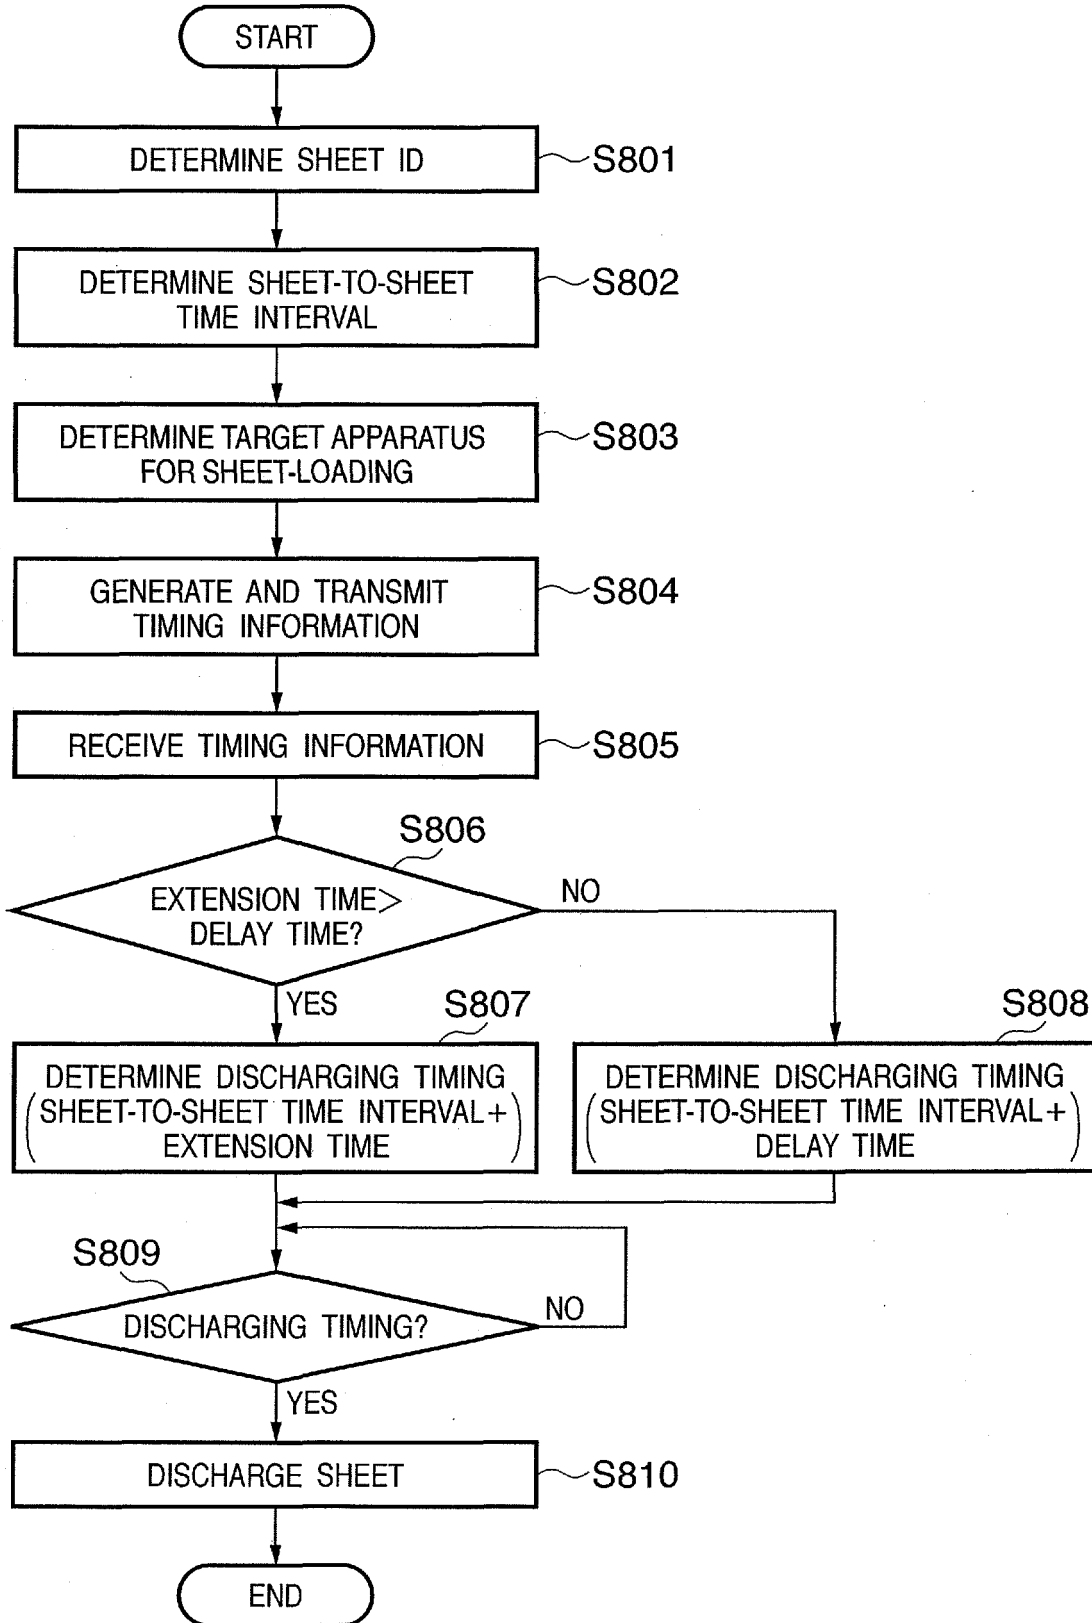 START
DETERMINE SHEET ID
S801
DETERMINE SHEET-TO-SHEET
TIME INTERVAL
S802
DETERMINE TARGET APPARATUS
FOR SHEET-LOADING
S803
GENERATE AND TRANSMIT
TIMING INFORMATION
S804
RECEIVE TIMING INFORMATION
S805
S806
EXTENSION TIME>
DELAY TIME?
NO
YES
S807
DETERMINE DISCHARGING TIMING
(SHEET-TO-SHEET TIME INTERVAL+
EXTENSION TIME)
S808
DETERMINE DISCHARGING TIMING
(SHEET-TO-SHEET TIME INTERVAL+
DELAY TIME)
S809
DISCHARGING TIMING?
NO
YES
DISCHARGE SHEET
S810
END